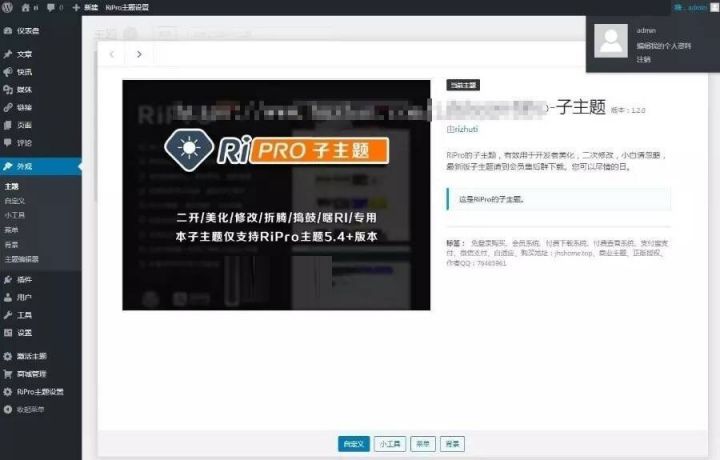 ri 0 新建 RiPro主题设置
嗨，admin
admin
编辑我的个人资料
注销
仪表盘
文章
快讯
媒体
链接
页面
评论
外观
主题
自定义
小工具
菜单
背景
主题编辑器
插件
用户
工具
设置
激活主题
商城管理
RiPro主题设置
收起菜单
主题
RiPRO 子主题
二开/美化/修改/折腾/捣鼓/瞎RI/专用
本子主题仅支持RiPro主题5.4+版本
当前主题
-子主题 版本：1.2.0
由rizhuti
RiPro的子主题，有效用于开发者美化，二次修改，小白请忽略，
最新版子主题请到会员售后群下载。您可以尽情的日。
这是RiPro的子主题。
标签： 免登录购买、会员系统、付费下载系统、付费查看系统、支付宝支
付、微信支付、自适应、购买地址：jhshome.top、商业主题、正版授权、
作者QQ：79485961
自定义 小工具 菜单 背景